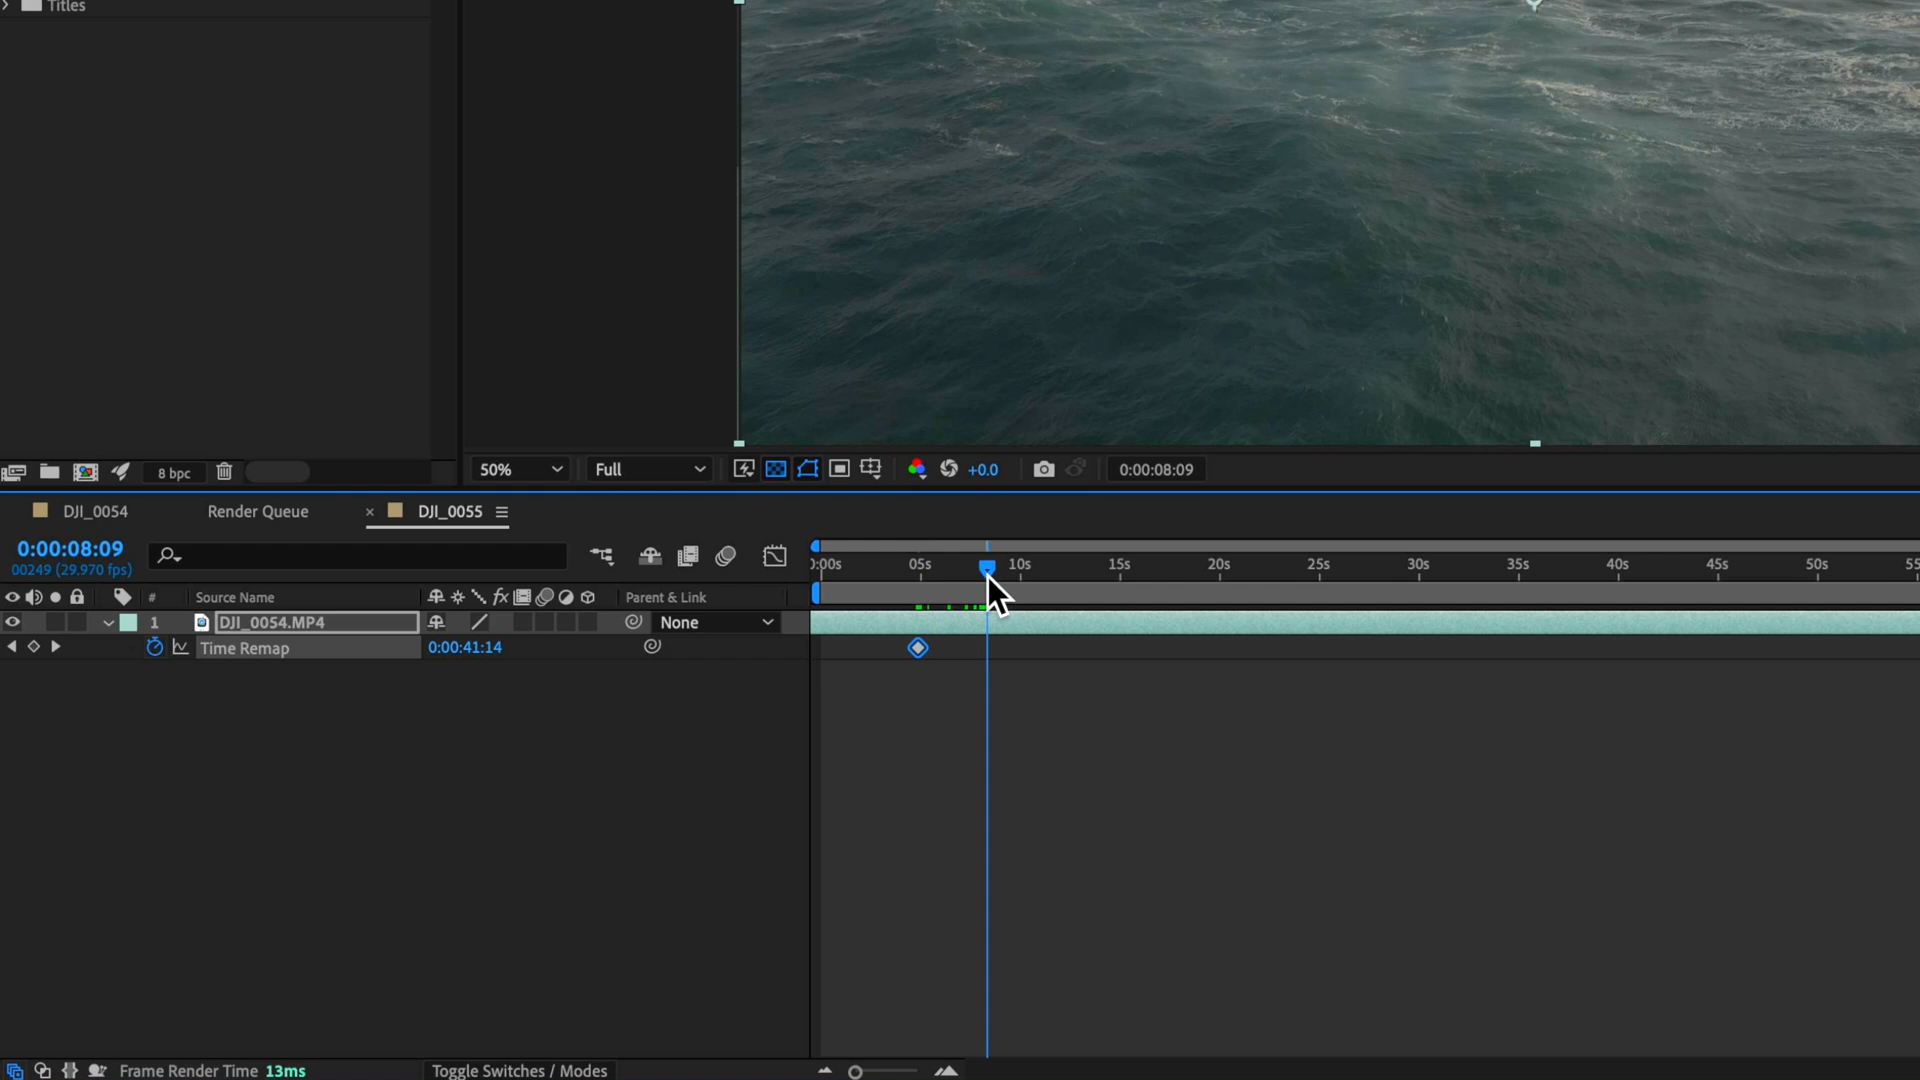 Titles
8 bpc
50%
Full
+0.0
0:00:08:09
DJI_0054
Render Queue
× DJI_0055
0:00:08:09
00249 (29.970 fps)
0:00s 05s 10s 15s 20s 25s 30s 35s 40s 45s 50s 55
# Source Name fx Parent & Link
1 DJI_0054.MP4 None
Time Remap 0:00:41:14
Frame Render Time 13ms
Toggle Switches / Modes